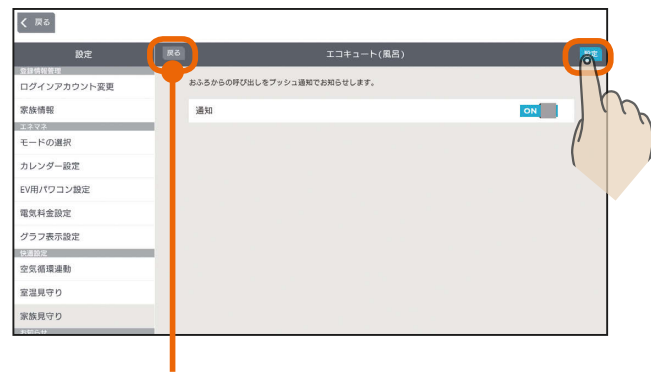 戻る
設定
戻る
エコキュート(風呂)
設定
登録情報管理
ログインアカウント変更
おふろからの呼び出しをプッシュ通知でお知らせします。
家族情報
通知
ON
エネマネ
モードの選択
カレンダー設定
EV用パワコン設定
電気料金設定
グラフ表示設定
快適設定
空気循環連動
室温見守り
家族見守り
お知らせ